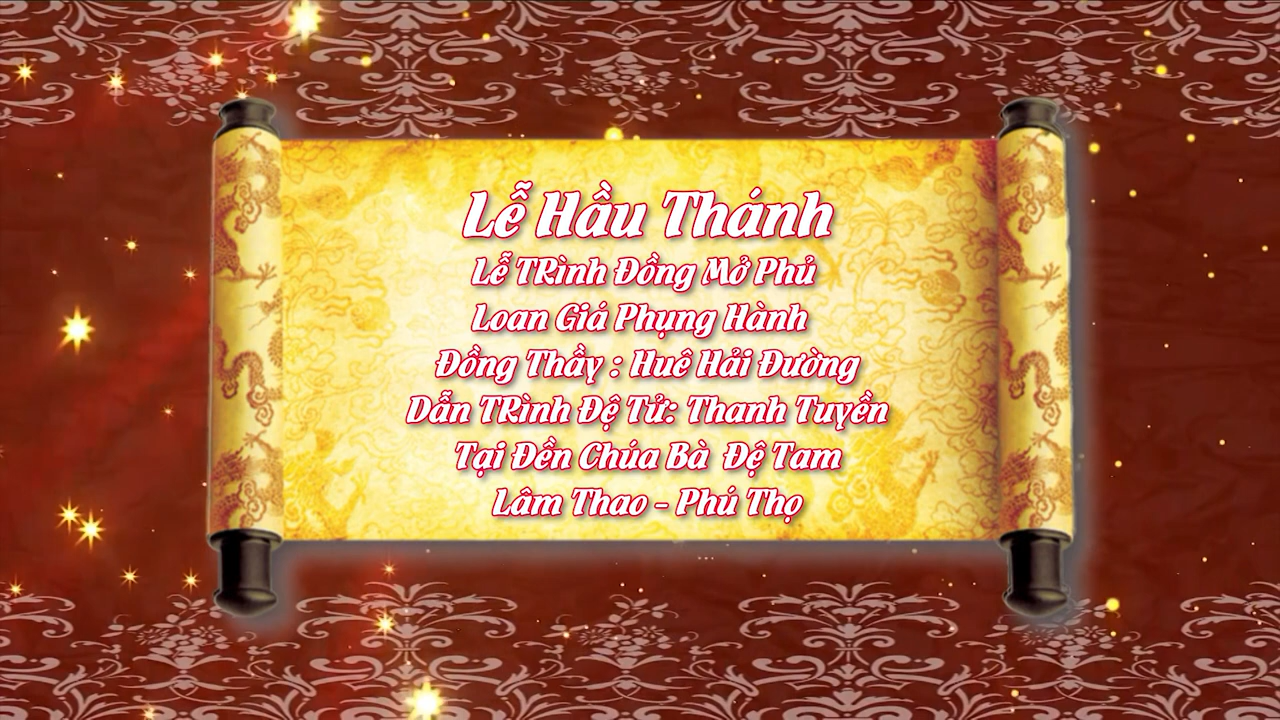 Lễ Hầu Thánh
Lễ TRình Đồng Mở Phủ
Loan Giá Phụng Hành
Đồng Thầy : Huê Hải Đường
Dẫn TRình Đệ Tử: Thanh Tuyền
Tại Đền Chúa Bà Đệ Tam
Lâm Thao - Phú Thọ